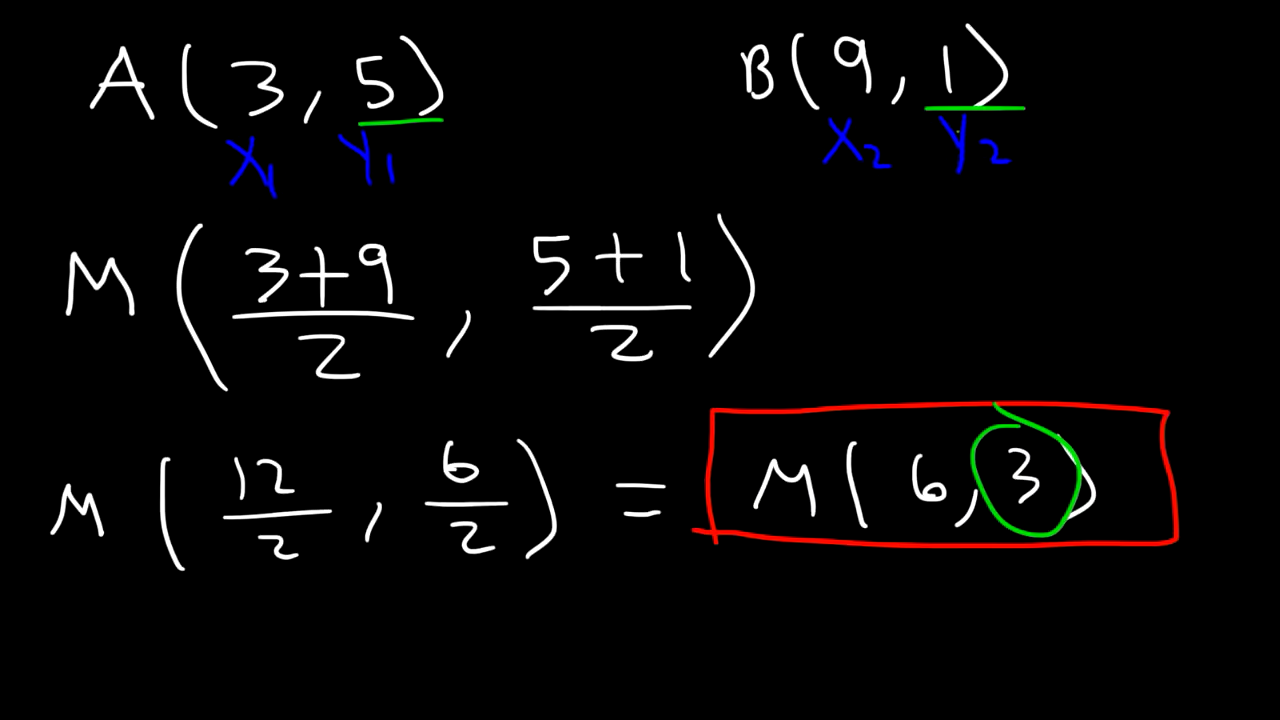 A(3, 5) B(9, 1)
X1 Y1 X2 Y2
M(3+9/2, 5+1/2)
M(12/2, 6/2) = M(6, 3)